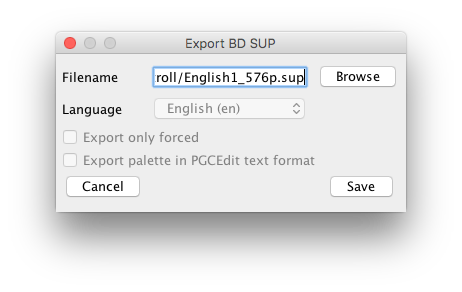 Export BD SUP
Filename roll/English1_576p.sup Browse
Language English (en)
Export only forced
Export palette in PGCEdit text format
Cancel Save